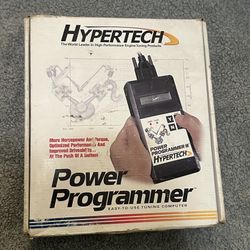 HYPERTECH
The World Leader in High Performance Engine Tuning Products
More Horsepower And Torque,
Optimized Performance And
Improved Driveability...
At The Push Of A Button!
POWER
PROGRAMMER III
HYPERTECH
Power
Programmer
EASY-TO-USE TUNING COMPUTER